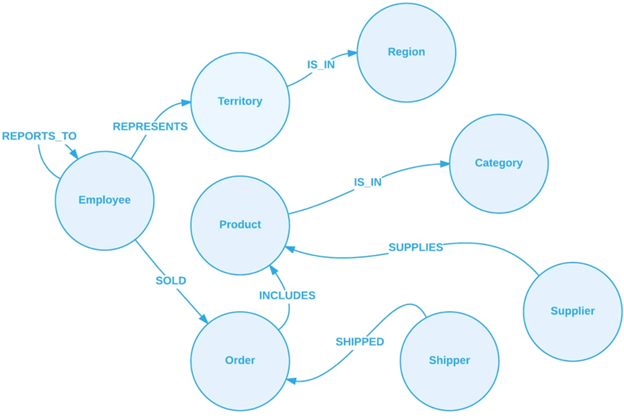 Region
IS_IN
Territory
REPRESENTS
REPORTS_TO
Category
IS_IN
Employee
Product
SUPPLIES
SOLD
INCLUDES
Supplier
SHIPPED
Order
Shipper